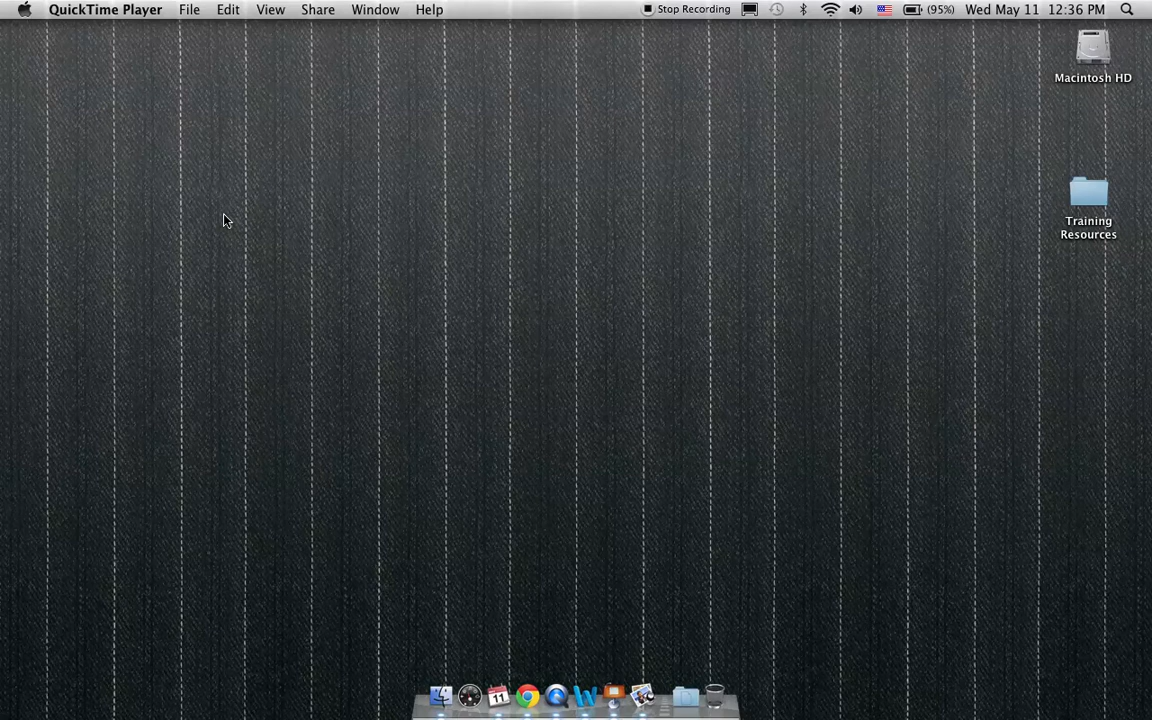 QuickTime Player File Edit View Share Window Help Stop Recording (95%) Wed May 11 12:36 PM
Macintosh HD
Training
Resources
11